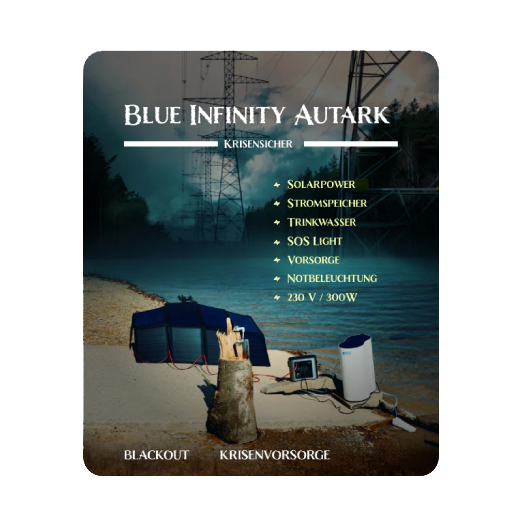 Blue Infinity Autark
Krisensicher
Solarpower
Stromspeicher
Trinkwasser
SOS Light
Vorsorge
Notbeleuchtung
230 V / 300W
BLACKOUT KRISENVORSORGE